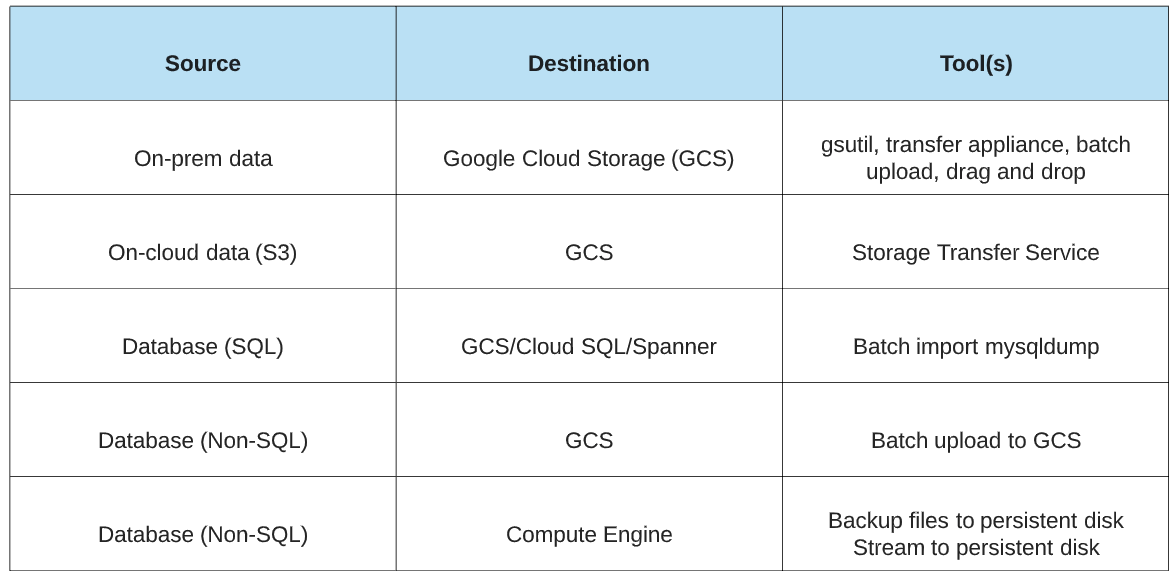 Source
Destination
Tool(s)
On-prem data
Google Cloud Storage (GCS)
gsutil, transfer appliance, batch
upload, drag and drop
On-cloud data (S3)
GCS
Storage Transfer Service
Database (SQL)
GCS/Cloud SQL/Spanner
Batch import mysqldump
Database (Non-SQL)
GCS
Batch upload to GCS
Database (Non-SQL)
Compute Engine
Backup files to persistent disk
Stream to persistent disk